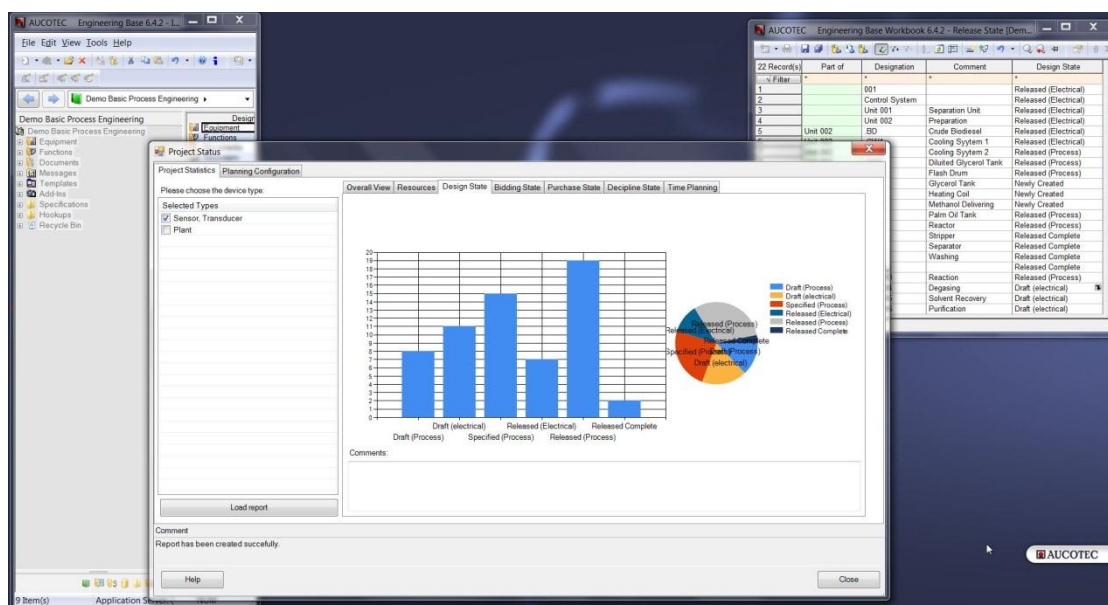 AUCOTEC Engineering Base 6.4.2 - I...
File Edit View Tools Help
Demo Basic Process Engineering
Demo Basic Process Engineering
Demo Basic Process Engineering
Equipment
Functions
Documents
Messages
Templates
Add-Ins
Specifications
Hookups
Recycle Bin
Design
Equipment
Functions
9 Item(s) Application Server:
AUCOTEC Engineering Base Workbook 6.4.2 - Release State [Dem...
22 Record(s) Part of Designation Comment Design State
Filter * * * *
1 001 Released (Electrical)
2 Control System Released (Electrical)
3 Unit 001 Separation Unit Released (Electrical)
4 Unit 002 Preparation Released (Electrical)
5 Unit 002 BD Crude Biodiesel Released (Electrical)
Cooling Syytem 1 Released (Electrical)
Cooling Syytem 2 Released (Process)
Diluted Glycerol Tank Released (Process)
Flash Drum Released (Process)
Glycerol Tank Newly Created
Heating Coil Newly Created
Methanol Delivering Newly Created
Palm Oil Tank Released (Process)
Reactor Released (Process)
Stripper Released Complete
Separator Released Complete
Washing Released Complete
Released Complete
Reaction Released (Process)
Degasing Draft (electrical)
Solvent Recovery Draft (electrical)
Purification Draft (electrical)
Project Status
Project Statistics Planning Configuration
Please choose the device type:
Selected Types
Sensor, Transducer
Plant
Load report
Overall View Resources Design State Bidding State Purchase State Decipline State Time Planning
20
19
18
17
16
15
14
13
12
11
10
9
8
7
6
5
4
3
2
1
0
Draft (electrical) Released (Electrical) Released Complete
Draft (Process) Specified (Process) Released (Process)
Released (Process)
Released (Electrical)
Released Complete
Specified (Process) Draft (Process)
Draft (electrical)
Draft (Process)
Draft (electrical)
Specified (Process)
Released (Electrical)
Released (Process)
Released Complete
Comments:
Comment
Report has been created succefully.
Help Close
AUCOTEC